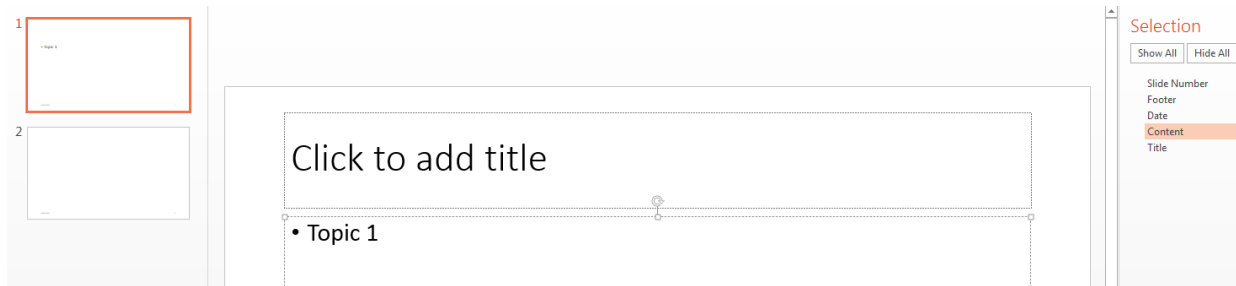 1
• Topic 1
2
Click to add title
• Topic 1
Selection
Show All
Hide All
Slide Number
Footer
Date
Content
Title